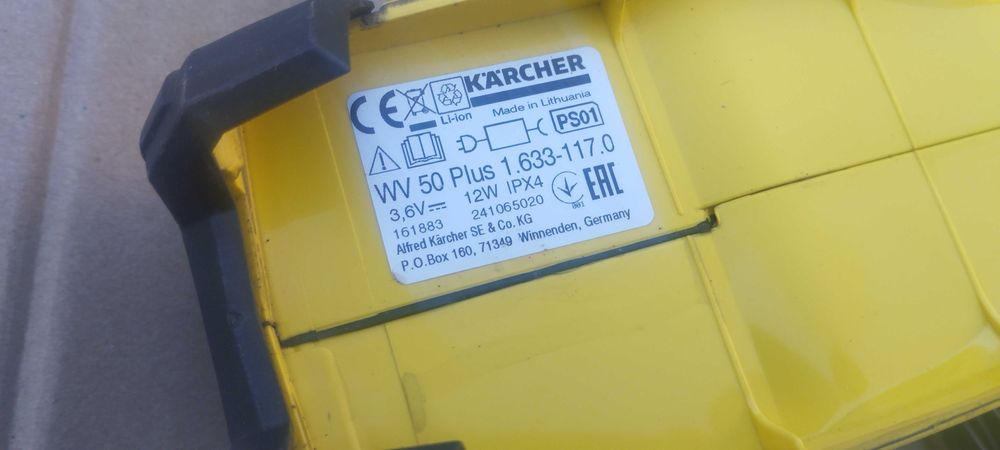 CE KÄRCHER
Li-ion Made in Lithuania
PS01
WV 50 Plus 1.633-117.0
3,6V 12W IPX4
161883 241065020
EAC
Alfred Kärcher SE & Co. KG
P.O.Box 160, 71349 Winnenden, Germany